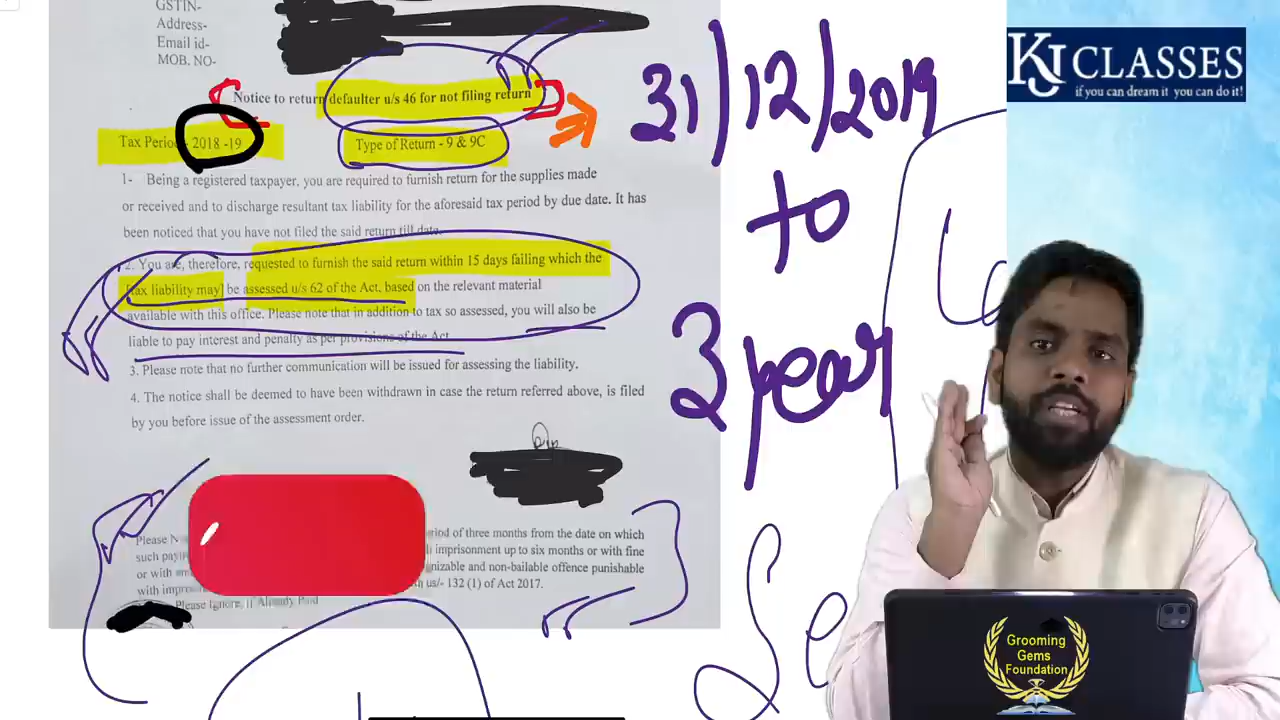 GSTIN-
Address-
Email id-
MOB. NO-
Notice to return defaulter u/s 46 for not filing return
Tax Period - 2018 -19
Type of Return - 9 & 9C
1- Being a registered taxpayer, you are required to furnish return for the supplies made
or received and to discharge resultant tax liability for the aforesaid tax period by due date. It has
been noticed that you have not filed the said return till date.
2. You are, therefore, requested to furnish the said return within 15 days failing which the
tax liability may] be assessed u/s 62 of the Act, based on the relevant material
available with this office. Please note that in addition to tax so assessed, you will also be
liable to pay interest and penalty as per provisions of the Act
3. Please note that no further communication will be issued for assessing the liability.
4. The notice shall be deemed to have been withdrawn in case the return referred above, is filed
by you before issue of the assessment order.
Please N
such
or with
with
of three months from the date on which
imprisonment up to six months or with fine
and non-bailable offence punishable
us/- 132 (1) of Act 2017.
Please Ignore, If Already Paid
31/12/2019
to
3 year
Se
KJ CLASSES
if you can dream it you can do it!
Grooming
Gems
Foundation